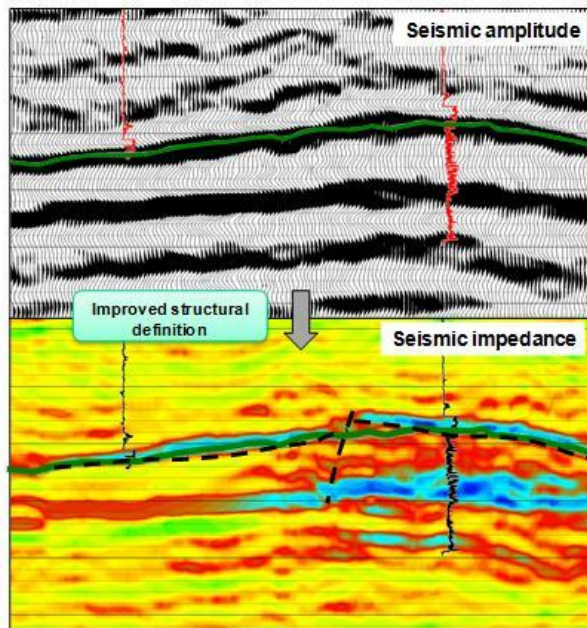 Seismic amplitude
Improved structural
definition
Seismic impedance